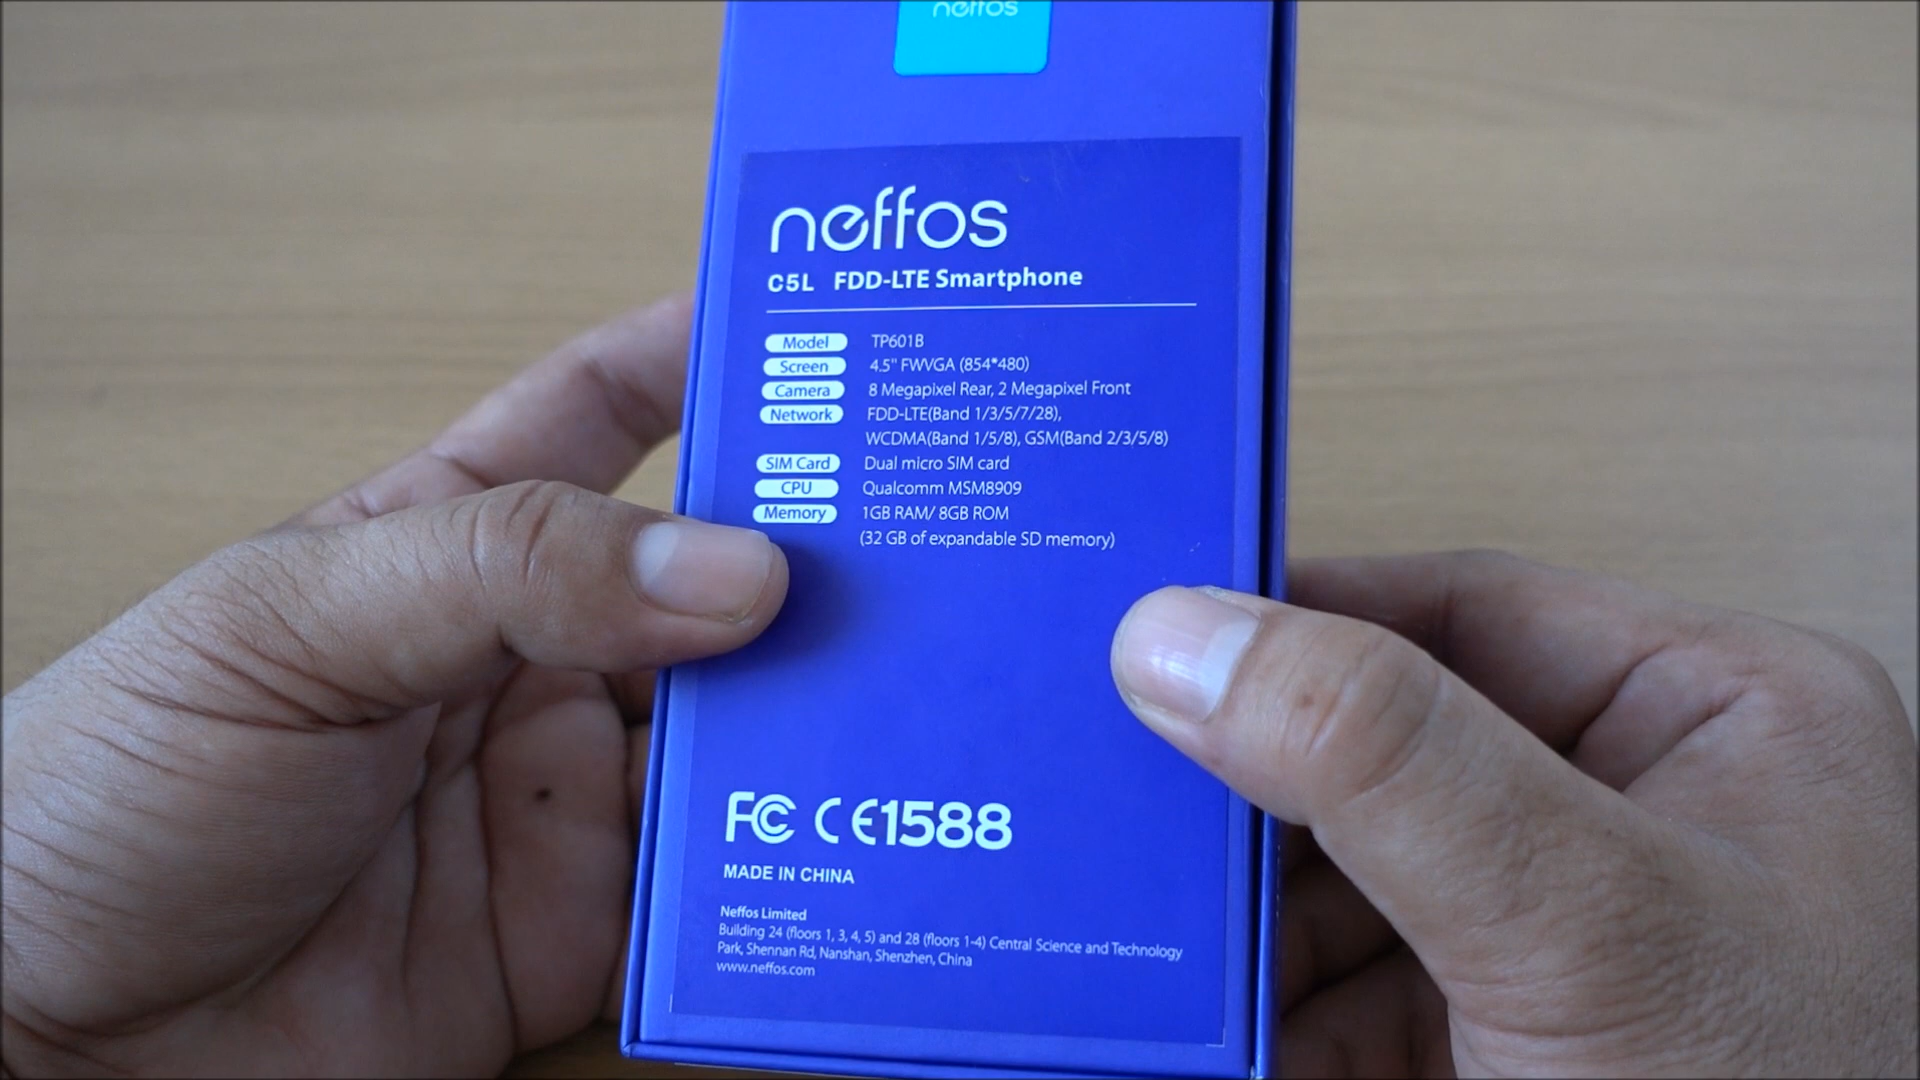 neffos
neffos
C5L FDD-LTE Smartphone
Model TP601B
Screen 4.5" FWVGA (854*480)
Camera 8 Megapixel Rear, 2 Megapixel Front
Network FDD-LTE(Band 1/3/5/7/28),
WCDMA(Band 1/5/8), GSM(Band 2/3/5/8)
SIM Card Dual micro SIM card
CPU Qualcomm MSM8909
Memory 1GB RAM/ 8GB ROM
(32 GB of expandable SD memory)
FC CE1588
MADE IN CHINA
Neffos Limited
Building 24 (floors 1, 3, 4, 5) and 28 (floors 1-4) Central Science and Technology
Park, Shennan Rd, Nanshan, Shenzhen, China
www.neffos.com